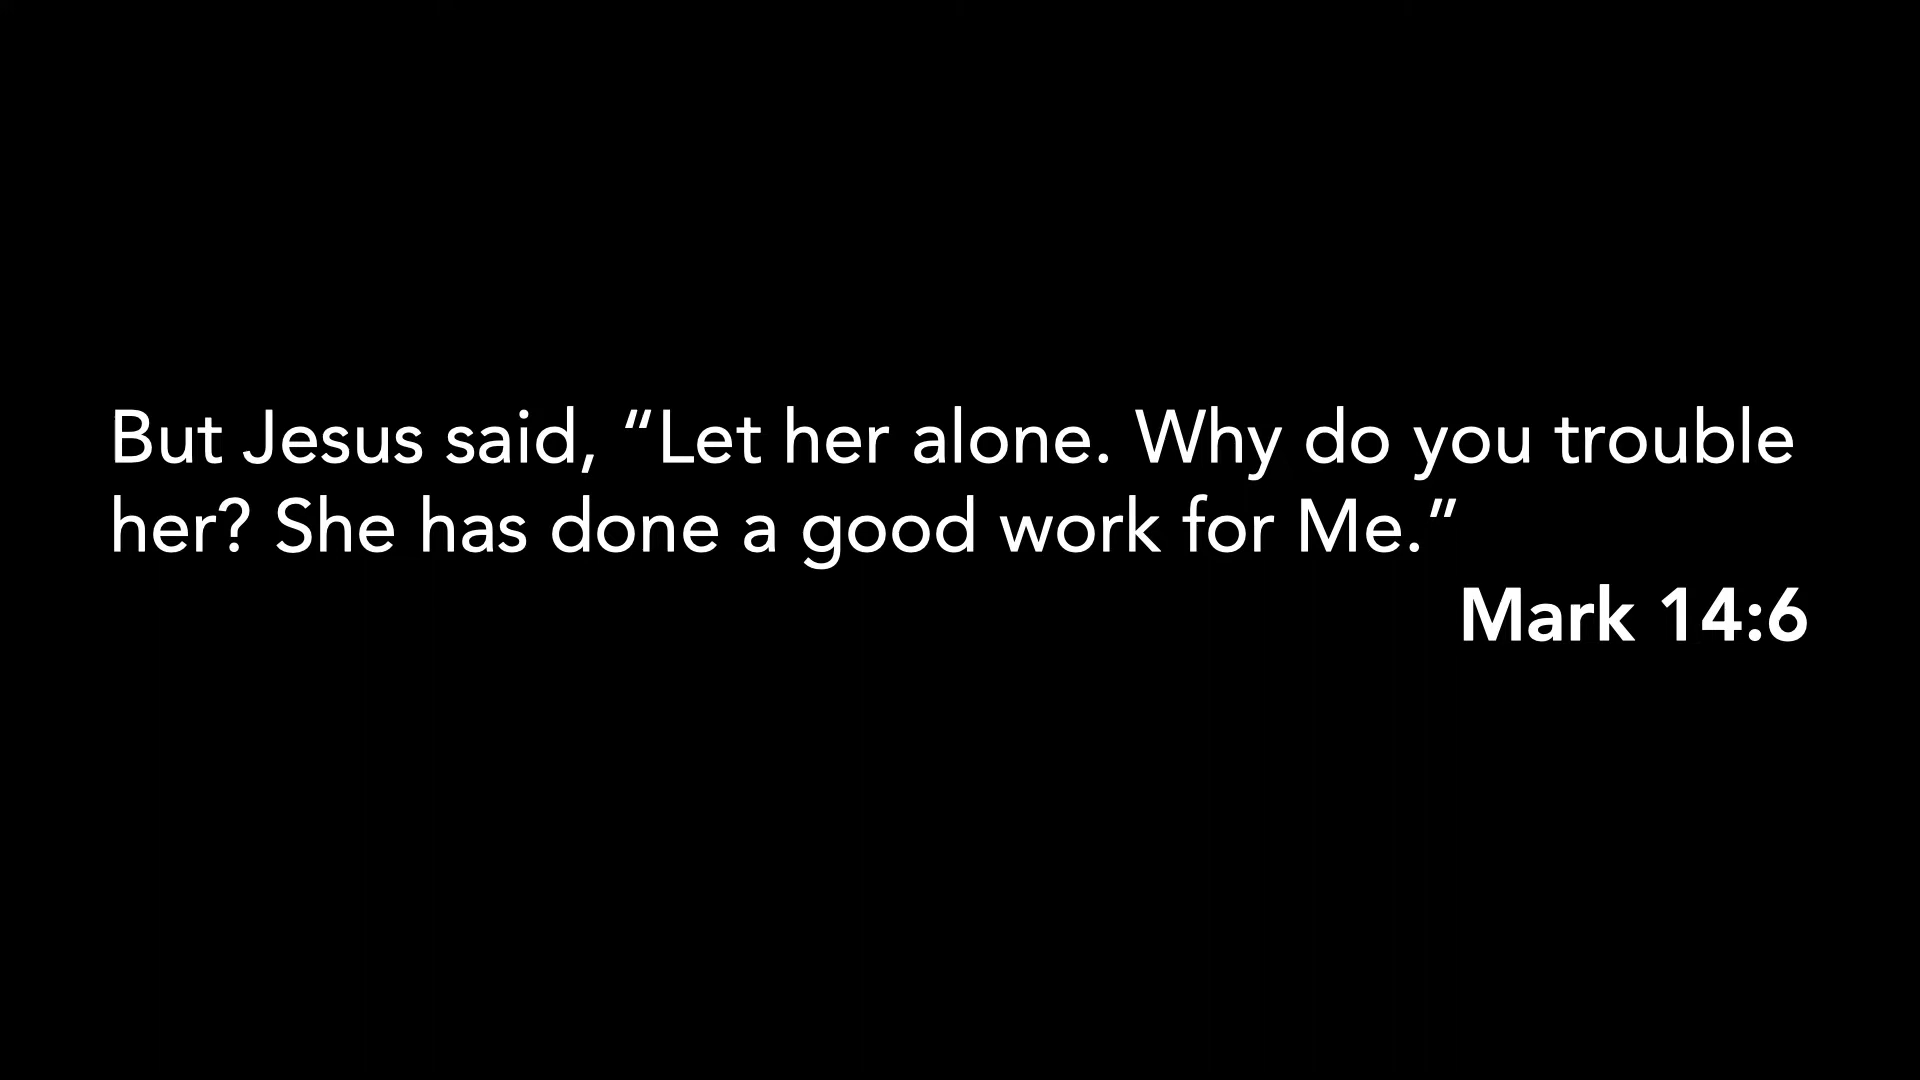 But Jesus said, “Let her alone. Why do you trouble
her? She has done a good work for Me.”
Mark 14:6